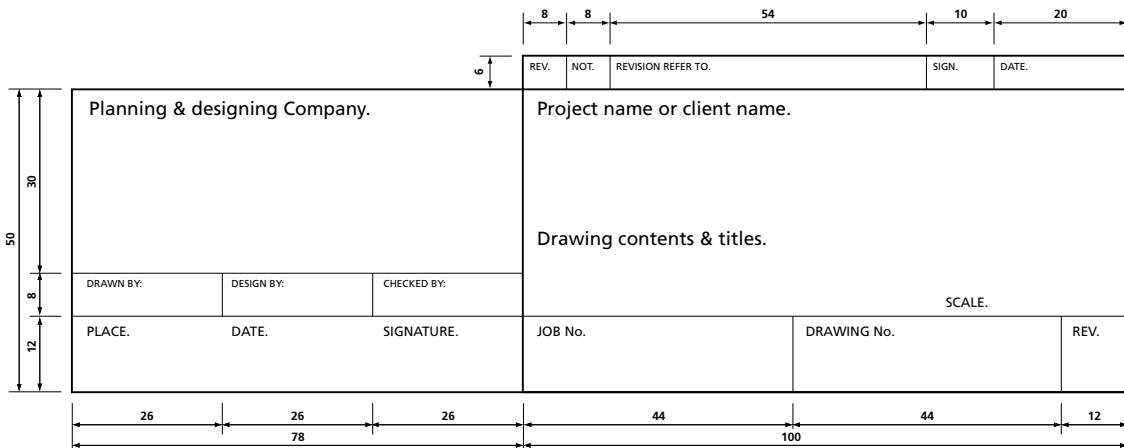 8 8 54 10 20
6 REV. NOT. REVISION REFER TO. SIGN. DATE.
Planning & designing Company. Project name or client name.
30
50
Drawing contents & titles.
8 DRAWN BY: DESIGN BY: CHECKED BY:
SCALE.
12 PLACE. DATE. SIGNATURE. JOB No. DRAWING No. REV.
26 26 26 44 44 12
78 100